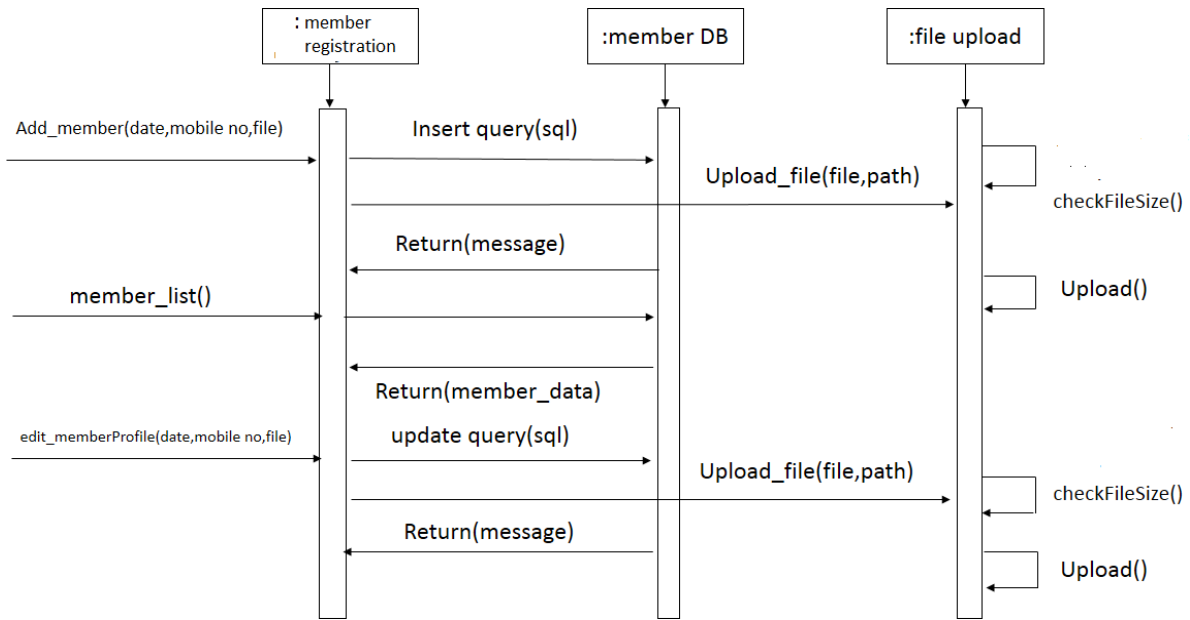 : member
registration
:member DB
:file upload
Add_member(date,mobile no,file)
Insert query(sql)
Upload_file(file,path)
checkFileSize()
Return(message)
member_list()
Upload()
Return(member_data)
edit_memberProfile(date,mobile no,file)
update query(sql)
Upload_file(file,path)
checkFileSize()
Return(message)
Upload()